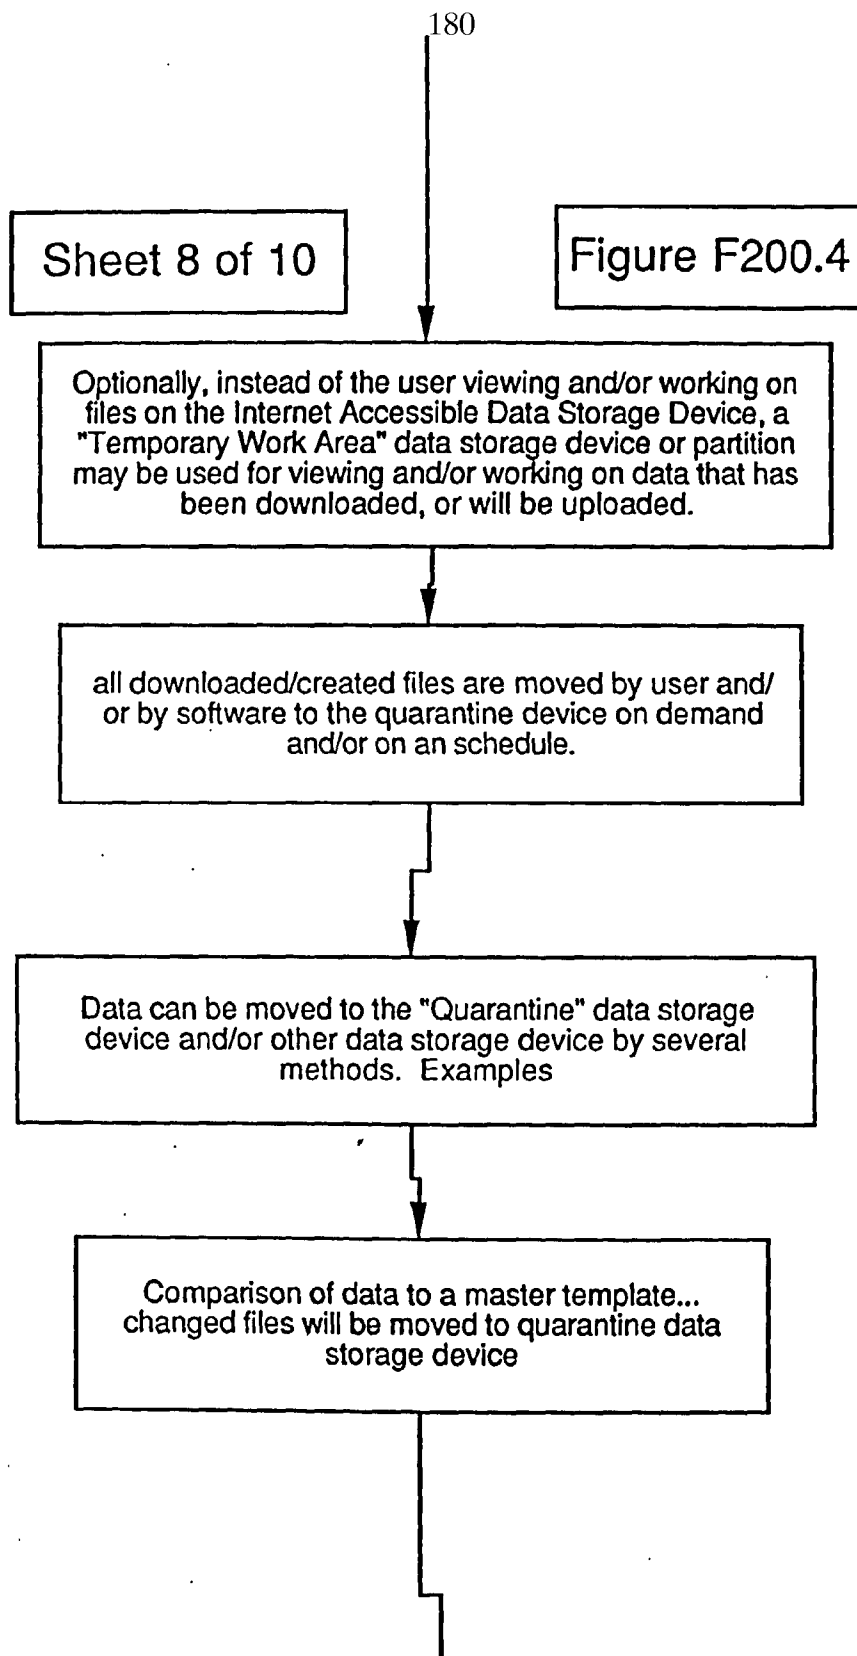 180
Sheet 8 of 10
Figure F200.4
Optionally, instead of the user viewing and/or working on
files on the Internet Accessible Data Storage Device, a
"Temporary Work Area" data storage device or partition
may be used for viewing and/or working on data that has
been downloaded, or will be uploaded.
all downloaded/created files are moved by user and/
or by software to the quarantine device on demand
and/or on an schedule.
Data can be moved to the "Quarantine" data storage
device and/or other data storage device by several
methods.  Examples
Comparison of data to a master template...
changed files will be moved to quarantine data
storage device